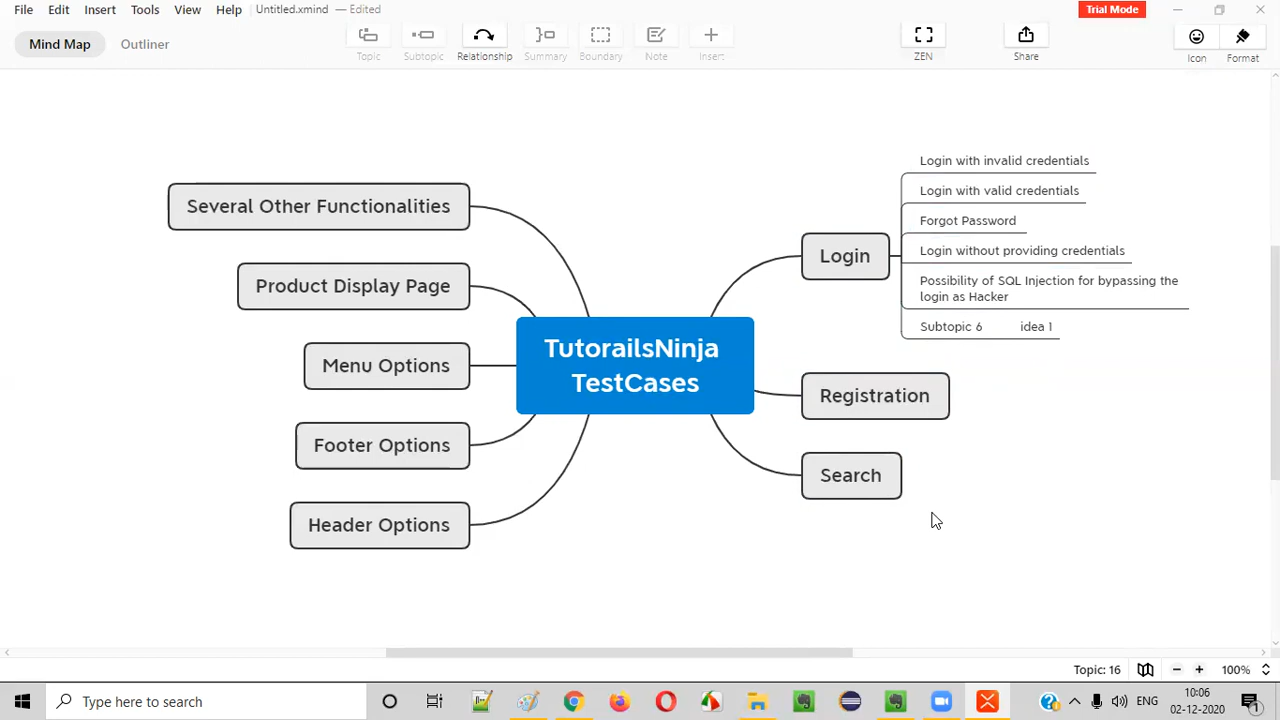 File Edit Insert Tools View Help Untitled.xmind — Edited Trial Mode
Mind Map Outliner
Topic Subtopic Relationship Summary Boundary Note Insert ZEN Share Icon Format
Several Other Functionalities
Product Display Page
Menu Options
Footer Options
Header Options
TutorailsNinja
TestCases
Login
Login with invalid credentials
Login with valid credentials
Forgot Password
Login without providing credentials
Possibility of SQL Injection for bypassing the
login as Hacker
Subtopic 6 idea 1
Registration
Search
Topic: 16 100%
Type here to search
ENG
10:06
02-12-2020